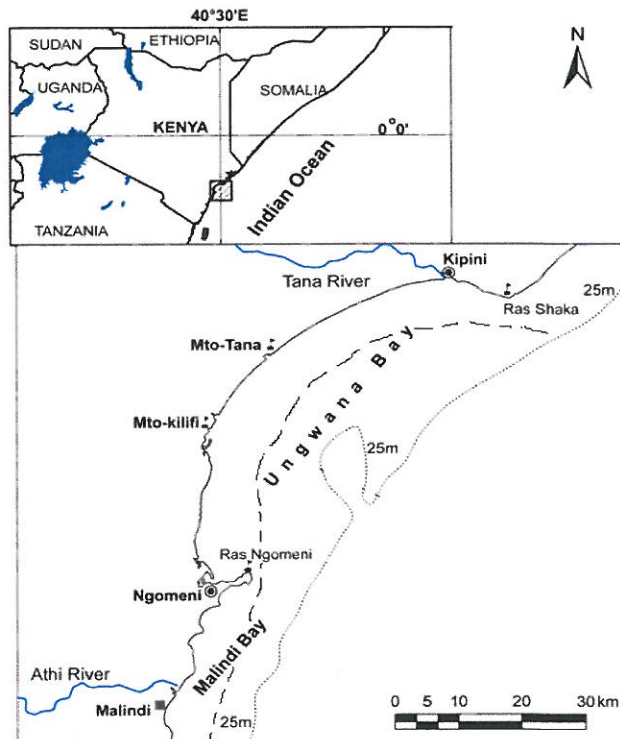 40°30'E
SUDAN
ETHIOPIA
N
UGANDA
SOMALIA
KENYA
0°0'
Indian Ocean
TANZANIA
Kipini
Tana River
25m
Ras Shaka
Mto-Tana
Ungwana Bay
Mto-kilifi
25m
Ras Ngomeni
Ngomeni
Malindi Bay
Athi River
Malindi
25m
0 5 10 20 30 km